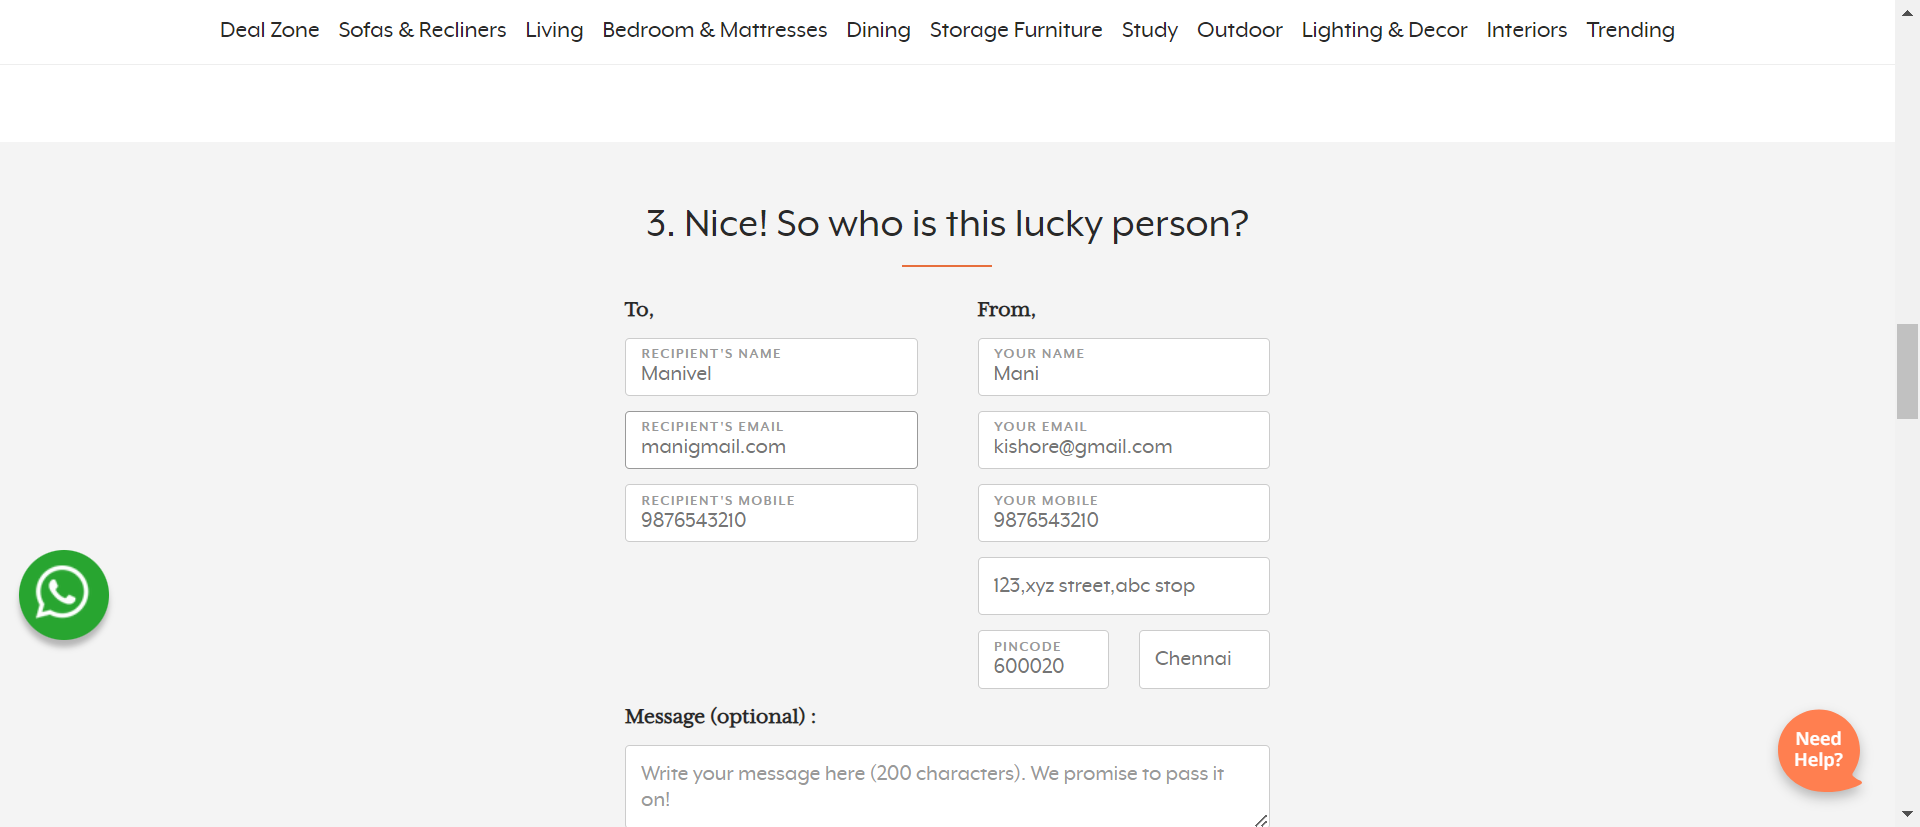 Deal Zone Sofas & Recliners Living Bedroom & Mattresses Dining Storage Furniture Study Outdoor Lighting & Decor Interiors Trending
3. Nice! So who is this lucky person?
To,
RECIPIENT'S NAME
Manivel
RECIPIENT'S EMAIL
manigmail.com
RECIPIENT'S MOBILE
9876543210
From,
YOUR NAME
Mani
YOUR EMAIL
kishore@gmail.com
YOUR MOBILE
9876543210
123,xyz street,abc stop
PINCODE
600020
Chennai
Message (optional) :
Write your message here (200 characters). We promise to pass it
on!
Need
Help?